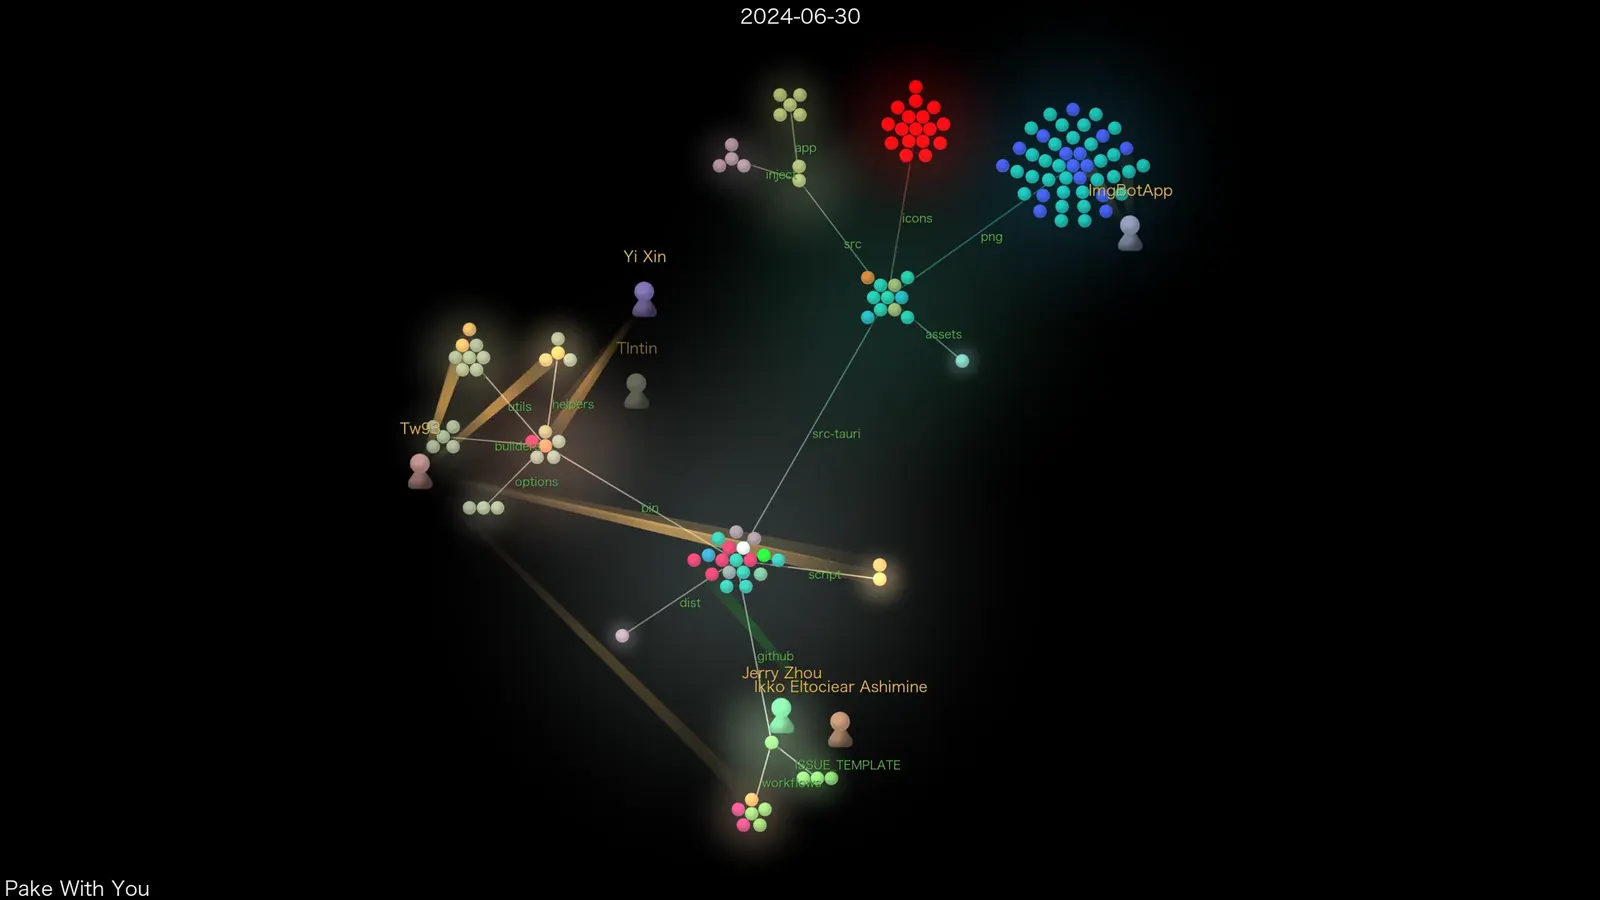 2024-06-30
app
inject
icons
ImgBotApp
src
png
Yi Xin
assets
TIntin
utils
helpers
Tw93
src-tauri
builders
options
bin
script
dist
github
Jerry Zhou
Ikko Eltociear Ashimine
ISSUE_TEMPLATE
workflows
Pake With You